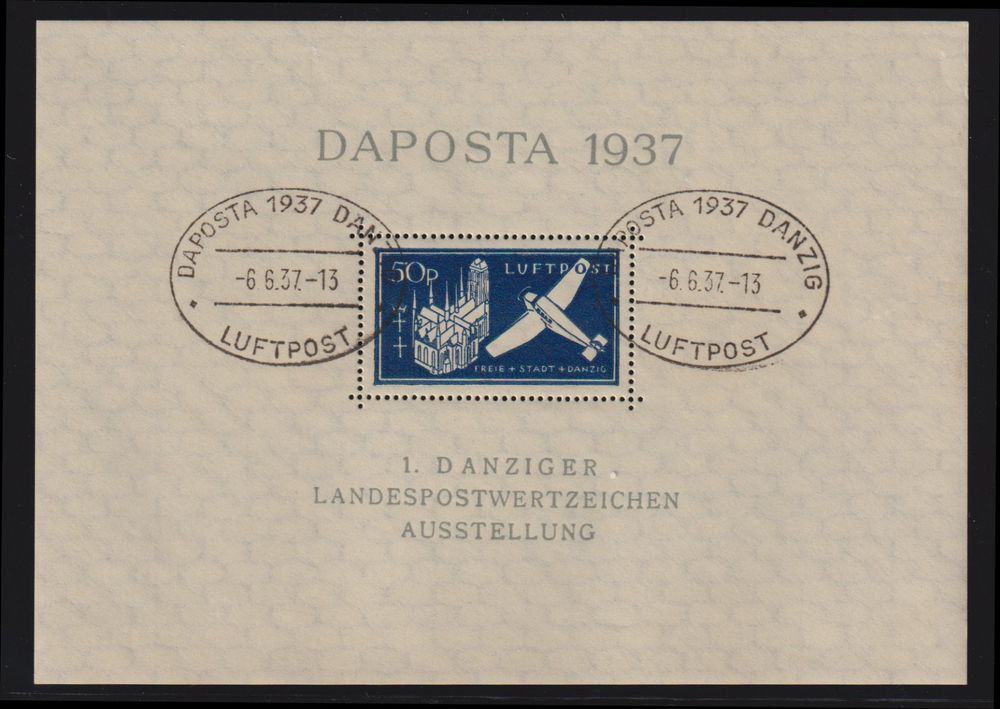 DAPOSTA 1937
DAPOSTA 1937 DANZ
-6.6.37.-13
LUFTPOST
50P
LUFTPOST
FREIE + STADT + DANZIG
POSTA 1937 DANZIG
-6.6.37.-13
LUFTPOST
1. DANZIGER
LANDESPOSTWERTZEICHEN
AUSSTELLUNG